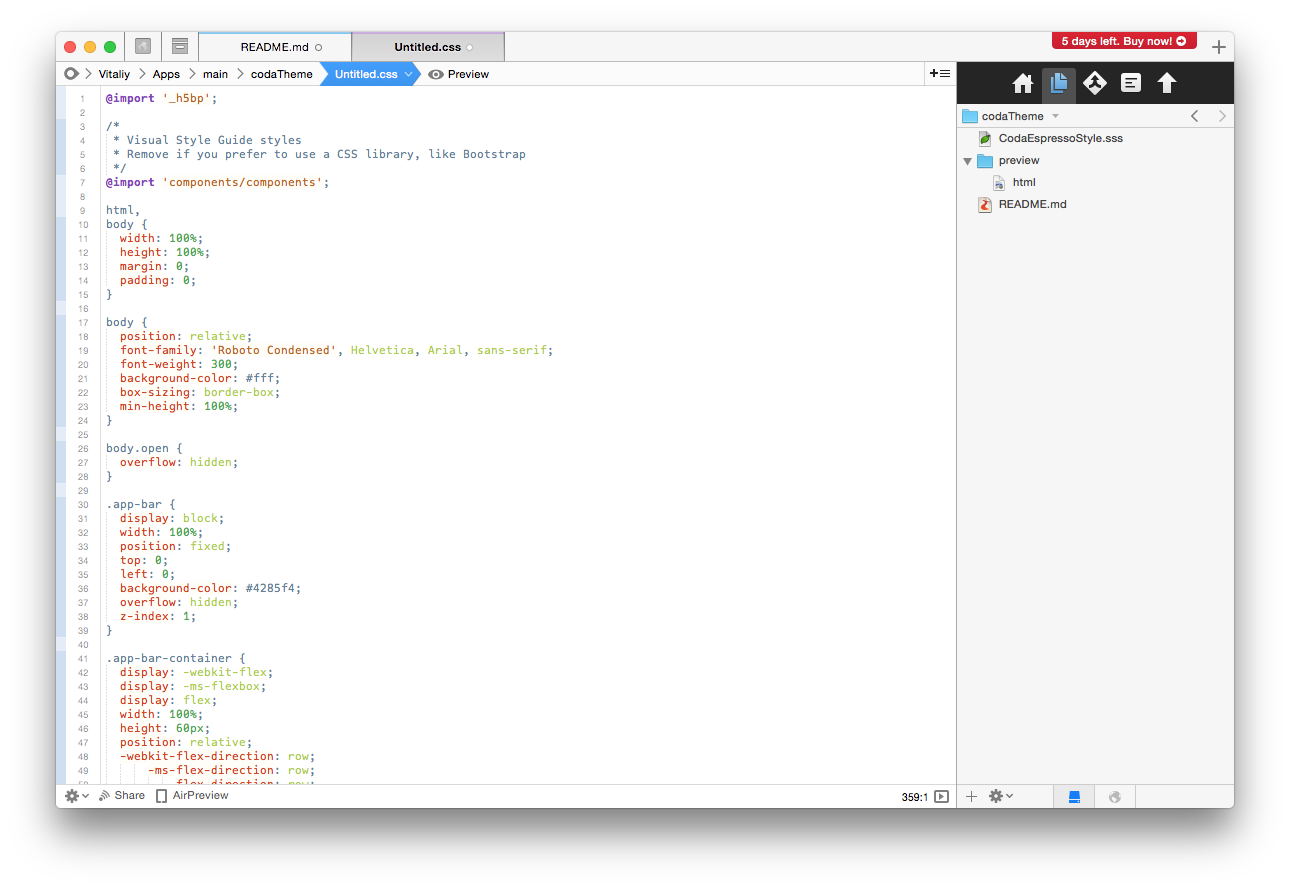 README.md
Untitled.css
5 days left. Buy now!
Vitaliy
Apps
main
codaTheme
Untitled.css
Preview
1 @import '_h5bp';
2
3 /*
4  * Visual Style Guide styles
5  * Remove if you prefer to use a CSS library, like Bootstrap
6  */
7 @import 'components/components';
8
9 html,
10 body {
11   width: 100%;
12   height: 100%;
13   margin: 0;
14   padding: 0;
15 }
16
17 body {
18   position: relative;
19   font-family: 'Roboto Condensed', Helvetica, Arial, sans-serif;
20   font-weight: 300;
21   background-color: #fff;
22   box-sizing: border-box;
23   min-height: 100%;
24 }
25
26 body.open {
27   overflow: hidden;
28 }
29
30 .app-bar {
31   display: block;
32   width: 100%;
33   position: fixed;
34   top: 0;
35   left: 0;
36   background-color: #4285f4;
37   overflow: hidden;
38   z-index: 1;
39 }
40
41 .app-bar-container {
42   display: -webkit-flex;
43   display: -ms-flexbox;
44   display: flex;
45   width: 100%;
46   height: 60px;
47   position: relative;
48   -webkit-flex-direction: row;
49       -ms-flex-direction: row;
50           flex-direction: row;
codaTheme
CodaEspressoStyle.sss
preview
html
README.md
Share
AirPreview
359:1